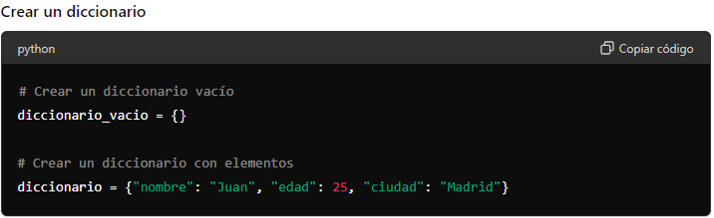 Crear un diccionario
python
Copiar código
# Crear un diccionario vacío
diccionario_vacio = {}
# Crear un diccionario con elementos
diccionario = {"nombre": "Juan", "edad": 25, "ciudad": "Madrid"}